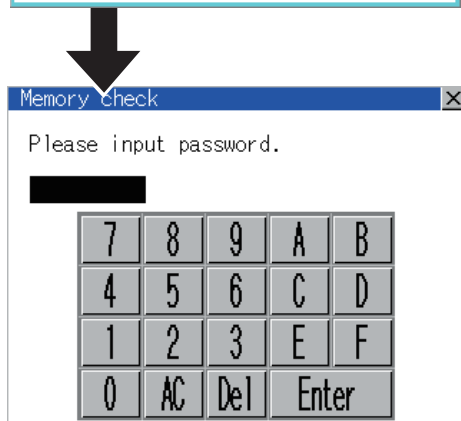 Memory check
Please input password.
7 8 9 A B
4 5 6 C D
1 2 3 E F
0 AC Del Enter